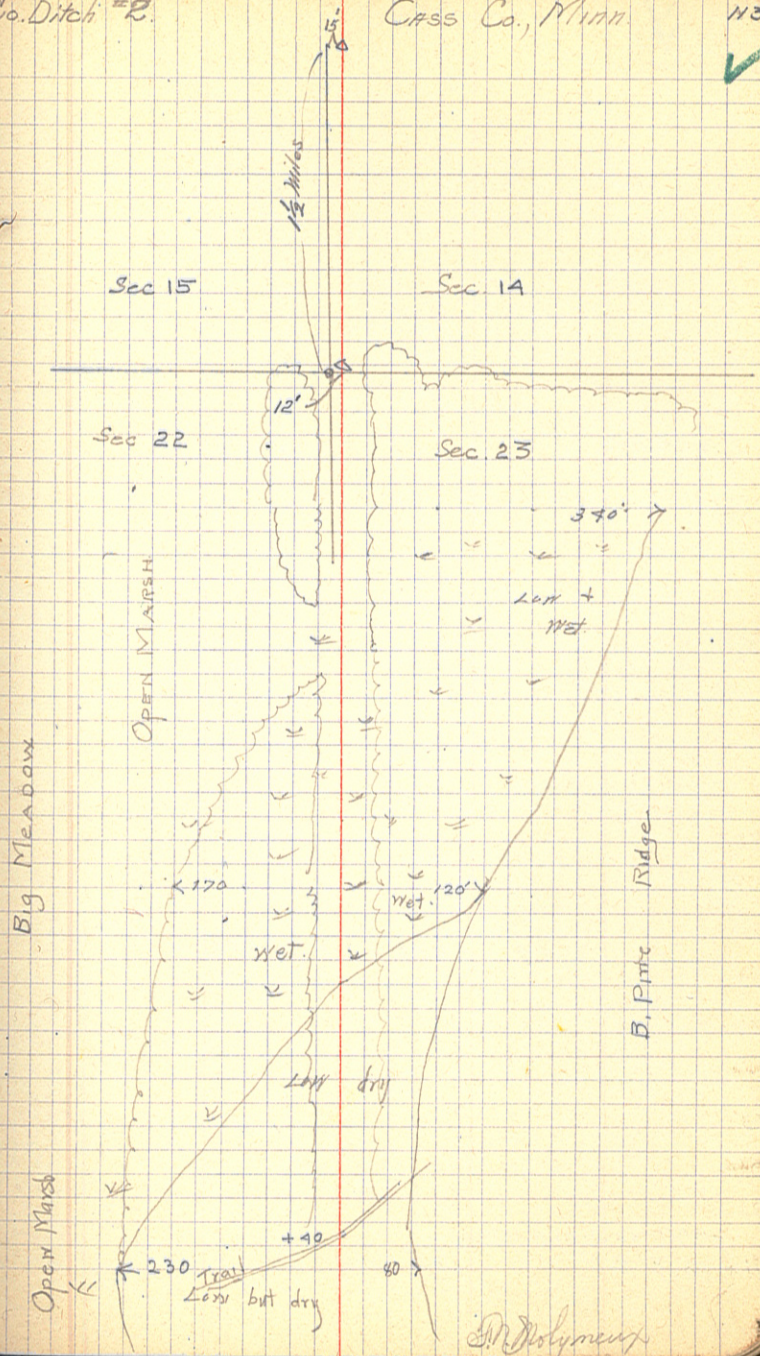 Co. Ditch #2.
Cass Co., Minn.
15'
1½ Miles
Sec 15
Sec. 14
12'
Sec 22
Sec. 23
340'
Low +
Wet.
Open Marsh
Big Meadow
170
Wet. 120'
Wet.
B. Pine Ridge
Low dry
Open Marsh
+40
230
Trail
80
Low but dry